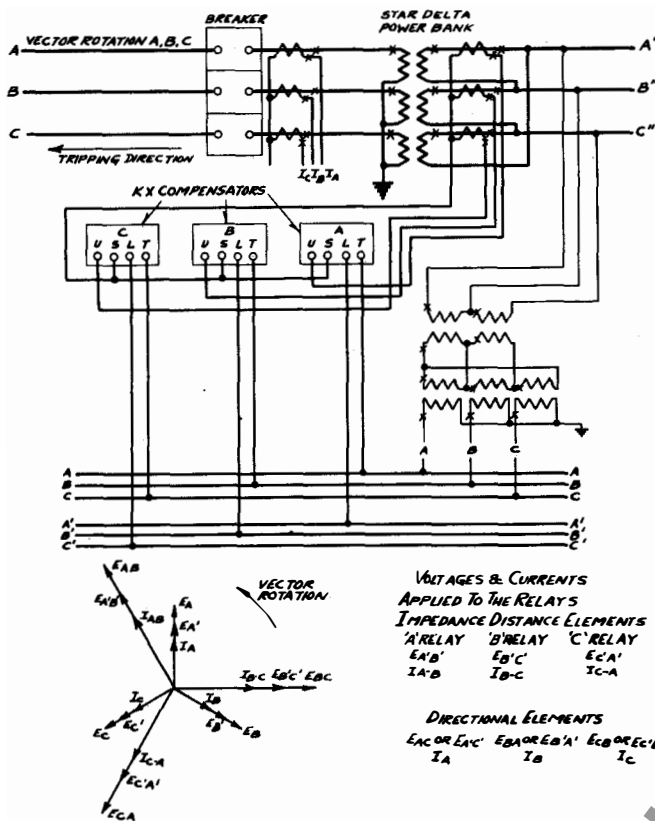 BREAKER
STAR DELTA
POWER BANK
A VECTOR ROTATION A, B, C A'
B B"
C C"
TRIPPING DIRECTION
IC IB IA
KX COMPENSATORS
C B A
U S L T U S L T U S L T
A B C
A A
B B
C C
A' A'
B' B'
C' C'
EAB
EA'B'
IAB
EA
EA'
IA
VECTOR
ROTATION
IB-C EB'C' EBC
IC
EC'
EC
IB
EB'
EB
IC-A
EC'A'
ECA
VOLTAGES & CURRENTS
APPLIED TO THE RELAYS
IMPEDANCE DISTANCE ELEMENTS
'A' RELAY 'B' RELAY 'C' RELAY
EA'B' EB'C' EC'A'
IA-B IB-C IC-A
DIRECTIONAL ELEMENTS
EAC OR EA'C' EBA OR EB'A' ECB OR
IA IB IC